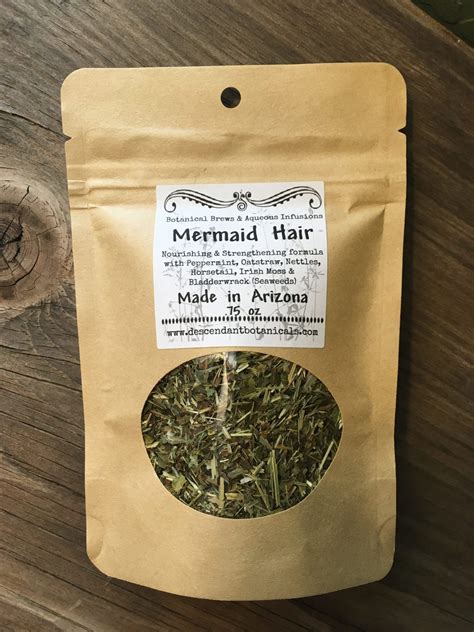 Botanical Brews & Aqueous Infusions
Mermaid Hair
Nourishing & Strengthening formula
with Peppermint, Oatstraw, Nettles,
Horsetail, Irish Moss &
Bladderwrack (Seaweeds)
Made in Arizona
.75 oz
www.descendantbotanicals.com